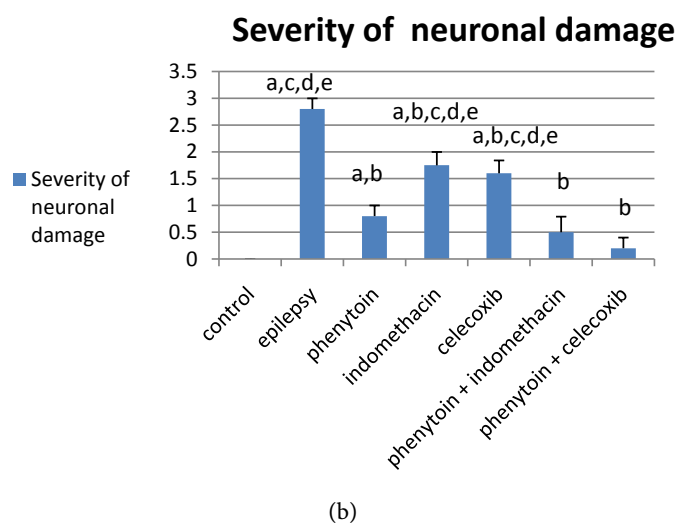 Severity of neuronal damage
3.5
3
2.5
2
1.5
1
0.5
0
a,c,d,e
a,b
a,b,c,d,e
a,b,c,d,e
b
b
Severity of
neuronal
damage
control
epilepsy
phenytoin
indomethacin
celecoxib
phenytoin + indomethacin
phenytoin + celecoxib
(b)